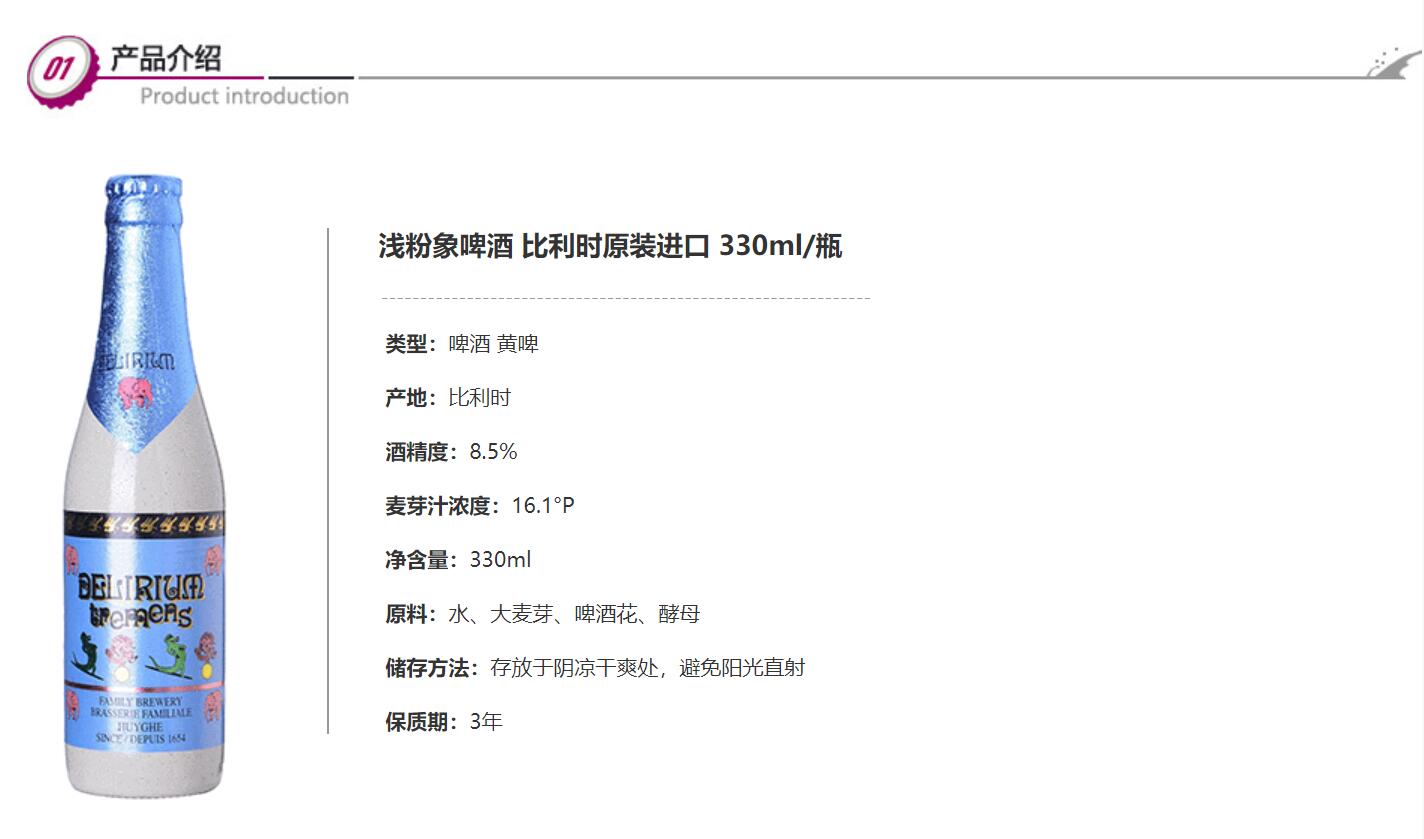 01
产品介绍
Product introduction
浅粉象啤酒 比利时原装进口 330ml/瓶
类型：啤酒 黄啤
产地：比利时
酒精度：8.5%
麦芽汁浓度：16.1°P
净含量：330ml
原料：水、大麦芽、啤酒花、酵母
储存方法：存放于阴凉干爽处，避免阳光直射
保质期：3年
DELIRIUM
DELIRIUM
tremens
FAMILY BREWERY
BRASSERIE FAMILIALE
HUYGHE
SINCE / DEPUIS 1654